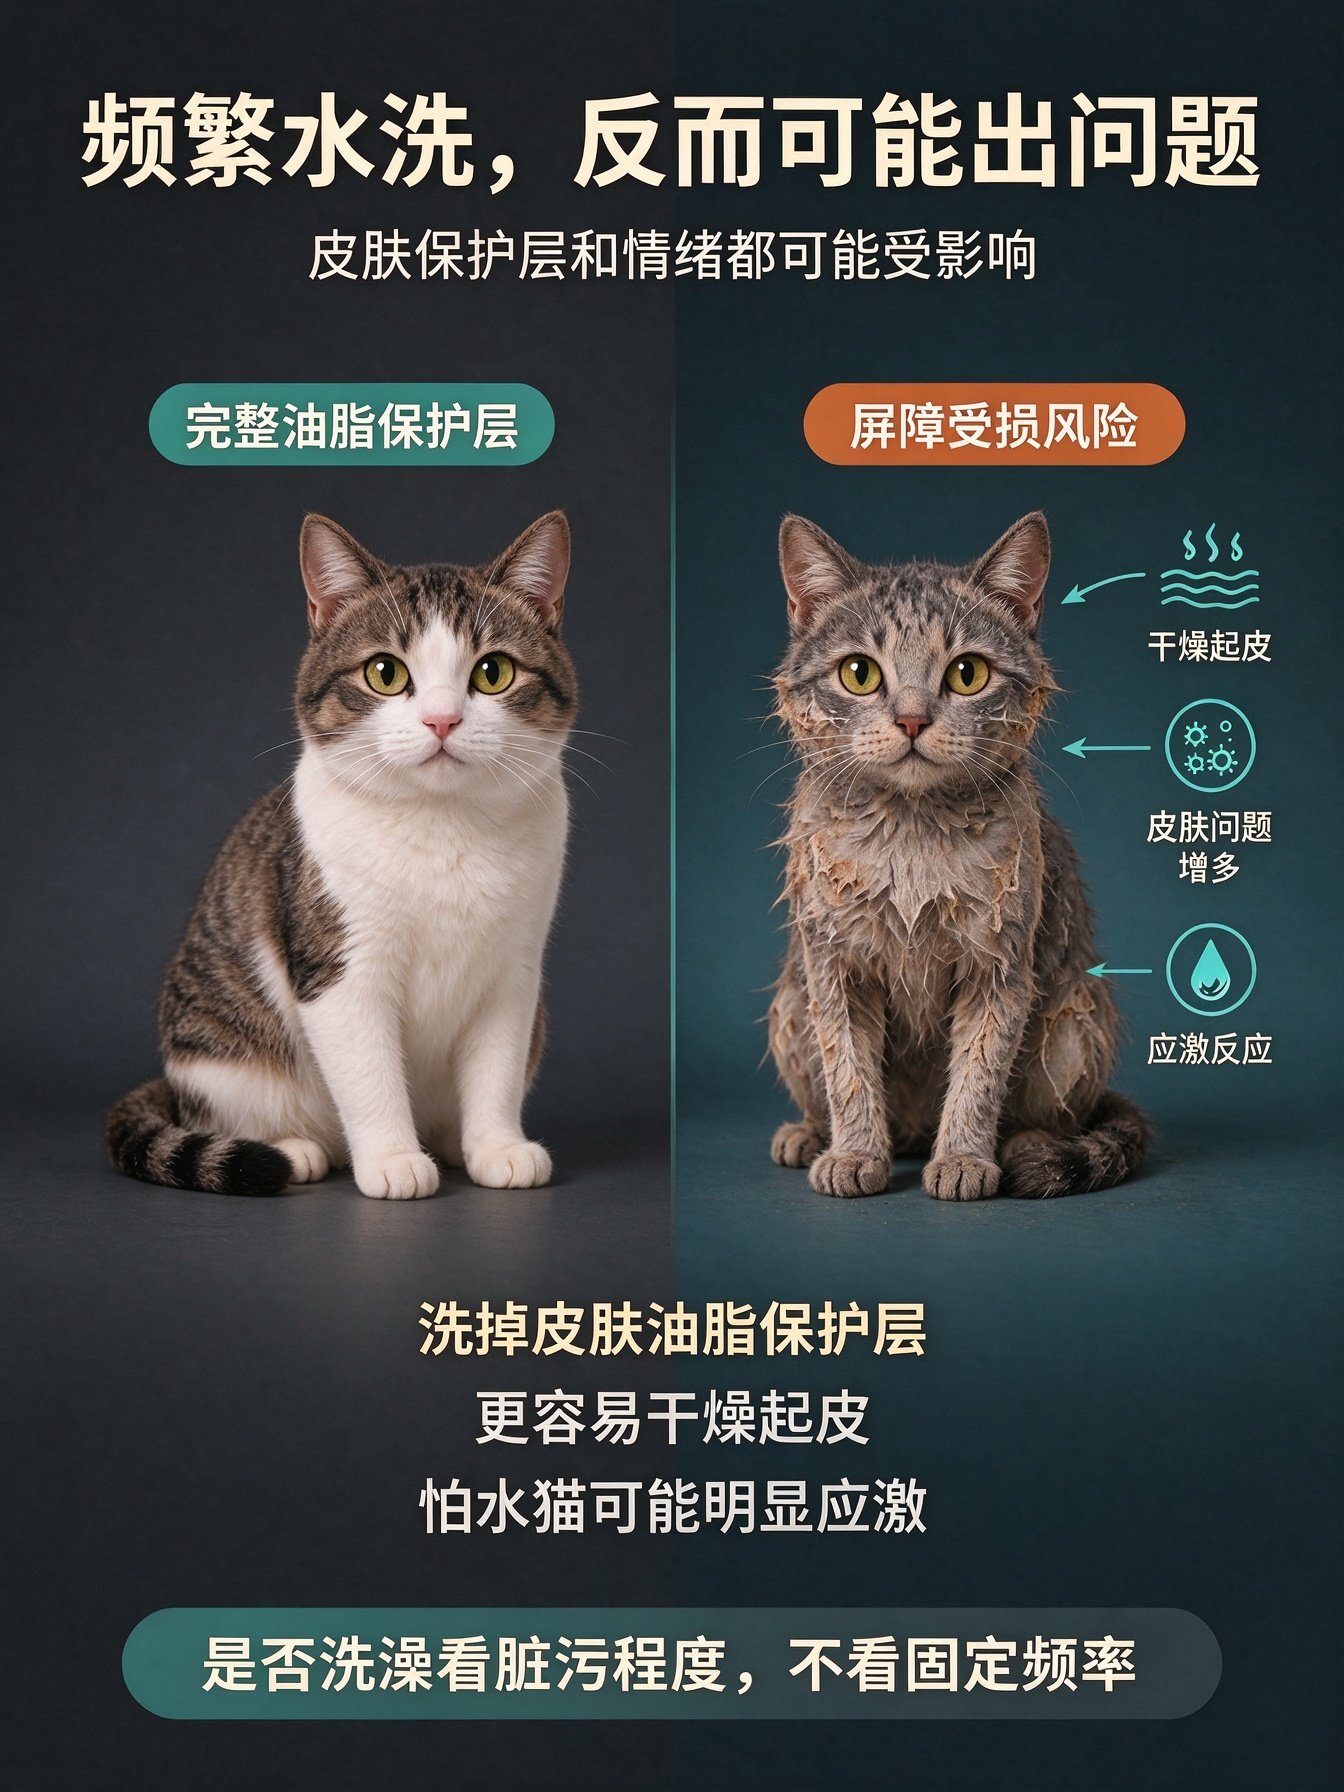 频繁水洗，反而可能出问题
皮肤保护层和情绪都可能受影响
完整油脂保护层
屏障受损风险
干燥起皮
皮肤问题
增多
应激反应
洗掉皮肤油脂保护层
更容易干燥起皮
怕水猫可能明显应激
是否洗澡看脏污程度，不看固定频率